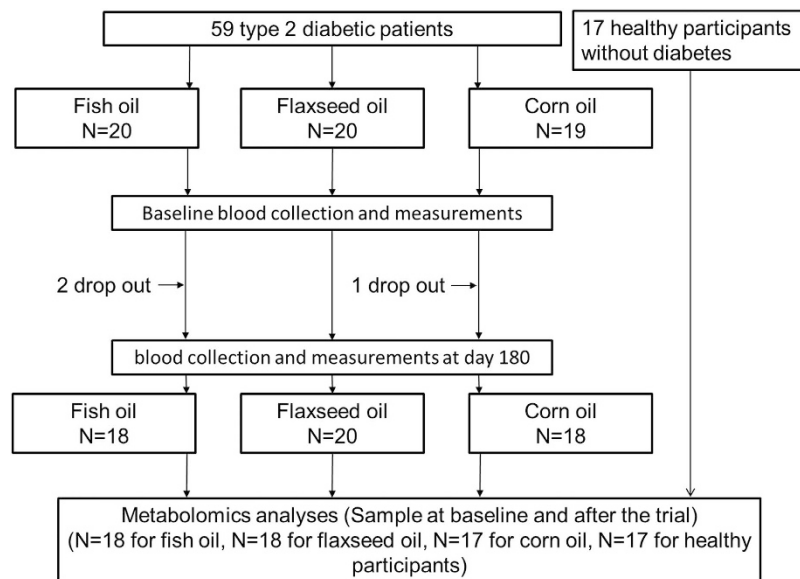 59 type 2 diabetic patients
17 healthy participants
without diabetes
Fish oil
N=20
Flaxseed oil
N=20
Corn oil
N=19
Baseline blood collection and measurements
2 drop out
1 drop out
blood collection and measurements at day 180
Fish oil
N=18
Flaxseed oil
N=20
Corn oil
N=18
Metabolomics analyses (Sample at baseline and after the trial)
(N=18 for fish oil, N=18 for flaxseed oil, N=17 for corn oil, N=17 for healthy
participants)